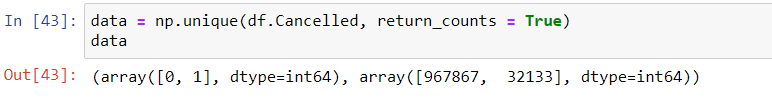 In [43]: data = np.unique(df.Cancelled, return_counts = True)
data
Out[43]: (array([0, 1], dtype=int64), array([967867,  32133], dtype=int64))